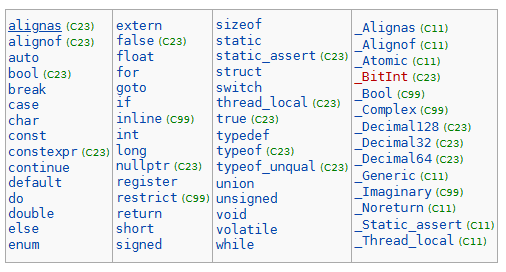 alignas (C23)
alignof (C23)
auto
bool (C23)
break
case
char
const
constexpr (C23)
continue
default
do
double
else
enum
extern
false (C23)
float
for
goto
if
inline (C99)
int
long
nullptr (C23)
register
restrict (C99)
return
short
signed
sizeof
static
static_assert (C23)
struct
switch
thread_local (C23)
true (C23)
typedef
typeof (C23)
typeof_unqual (C23)
union
unsigned
void
volatile
while
_Alignas (C11)
_Alignof (C11)
_Atomic (C11)
_BitInt (C23)
_Bool (C99)
_Complex (C99)
_Decimal128 (C23)
_Decimal32 (C23)
_Decimal64 (C23)
_Generic (C11)
_Imaginary (C99)
_Noreturn (C11)
_Static_assert (C11)
_Thread_local (C11)